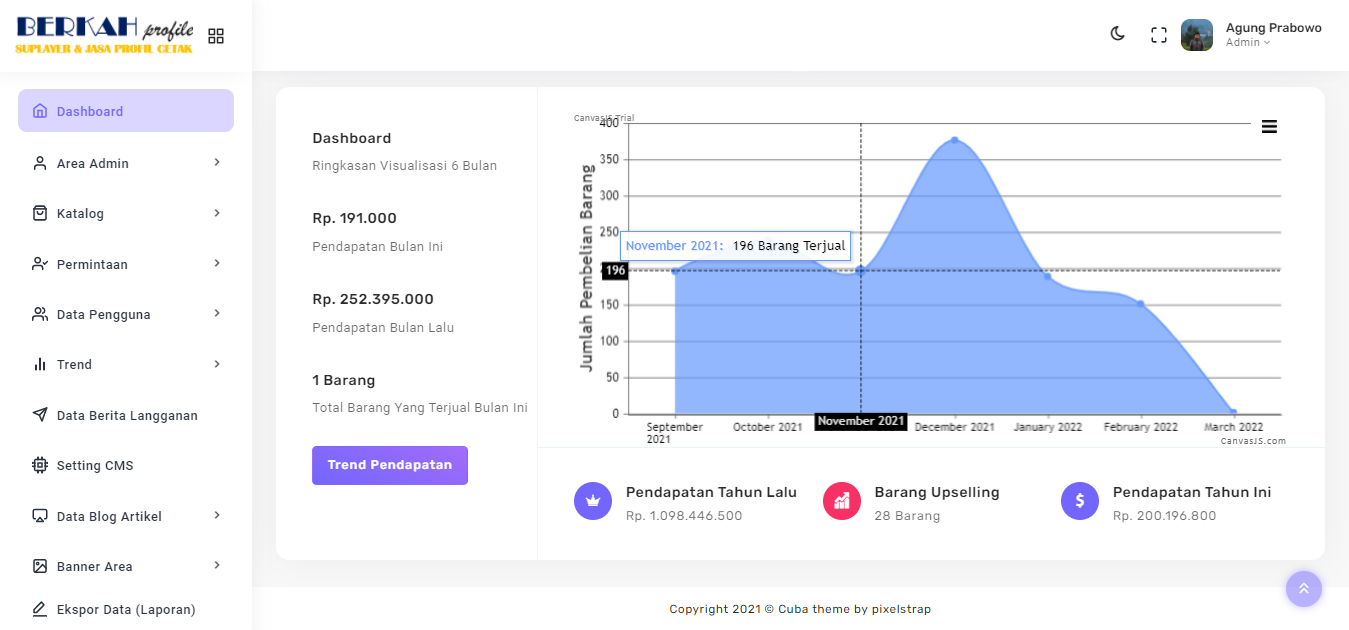 BERKAH profile
SUPLAYER & JASA PROFIL CETAK
Agung Prabowo
Admin
Dashboard
Area Admin
Katalog
Permintaan
Data Pengguna
Trend
Data Berita Langganan
Setting CMS
Data Blog Artikel
Banner Area
Ekspor Data (Laporan)
Dashboard
Ringkasan Visualisasi 6 Bulan
Rp. 191.000
Pendapatan Bulan Ini
Rp. 252.395.000
Pendapatan Bulan Lalu
1 Barang
Total Barang Yang Terjual Bulan Ini
Trend Pendapatan
CanvasJS Trial
Jumlah Pembelian Barang
400
350
300
250
150
100
50
0
November 2021: 196 Barang Terjual
196
September
2021
October 2021
November 2021
December 2021
January 2022
February 2022
March 2022
CanvasJS.com
Pendapatan Tahun Lalu
Rp. 1.098.446.500
Barang Upselling
28 Barang
Pendapatan Tahun Ini
Rp. 200.196.800
Copyright 2021 © Cuba theme by pixelstrap